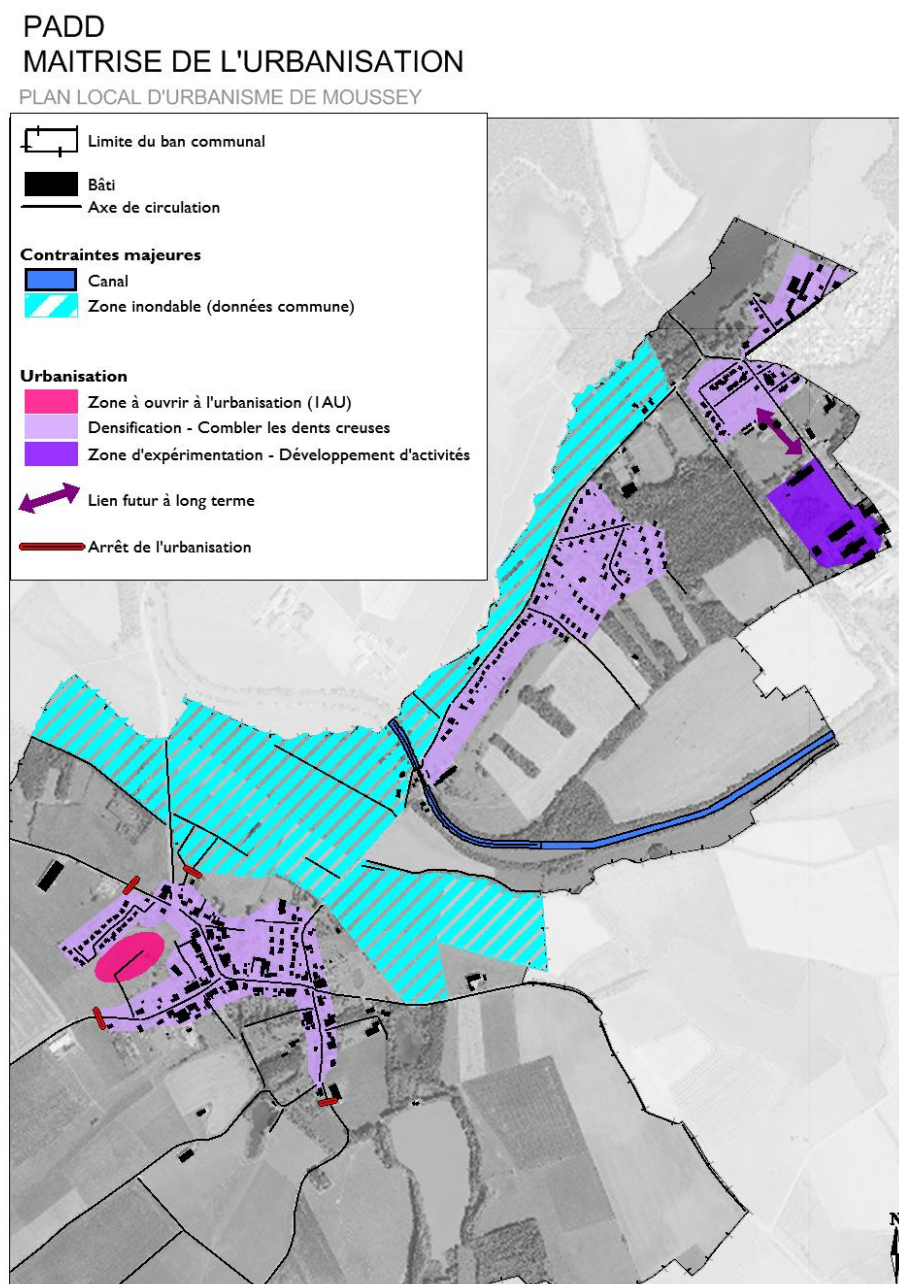 PADD
MAITRISE DE L'URBANISATION
PLAN LOCAL D'URBANISME DE MOUSSEY
Limite du ban communal
Bâti
Axe de circulation
Contraintes majeures
Canal
Zone inondable (données commune)
Urbanisation
Zone à ouvrir à l'urbanisation (1AU)
Densification - Combler les dents creuses
Zone d'expérimentation - Développement d'activités
Lien futur à long terme
Arrêt de l'urbanisation
N